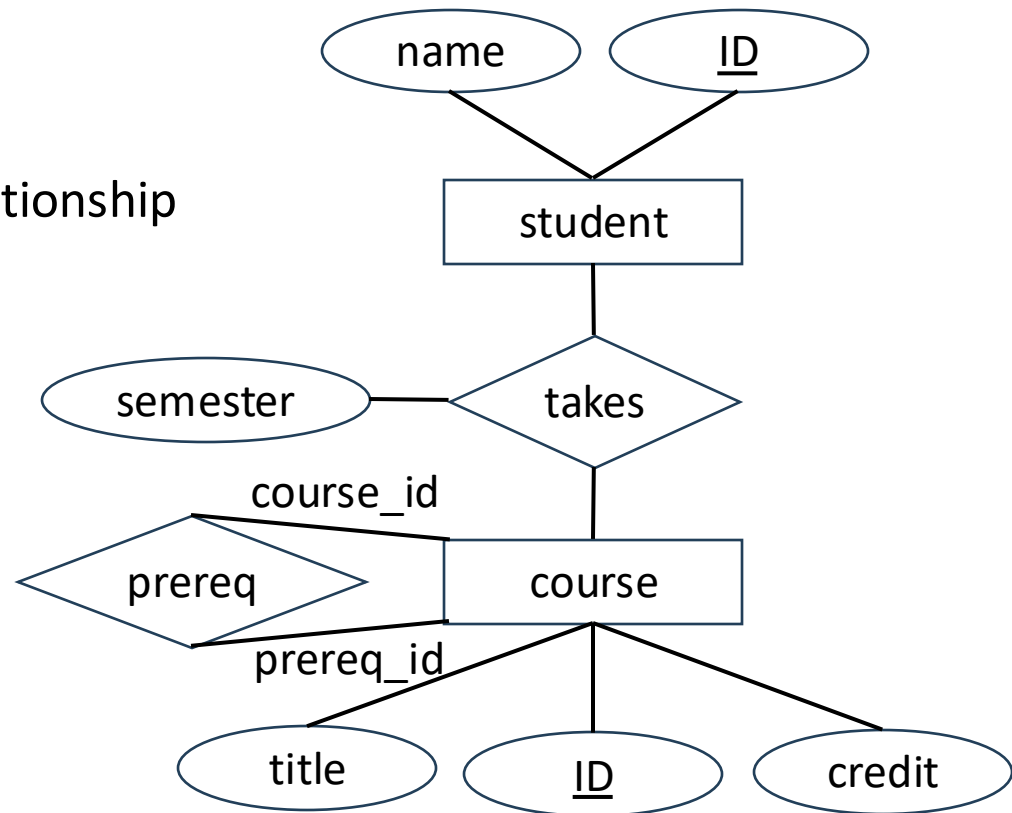 name
ID
tionship
student
semester
takes
course_id
prereq
course
prereq_id
title
ID
credit